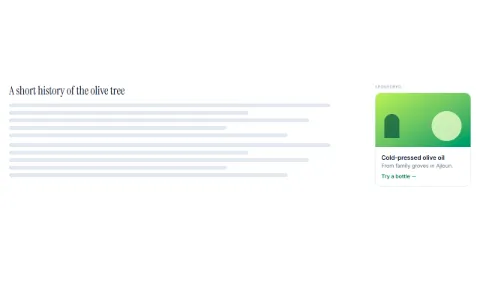 A short history of the olive tree
SPONSORED
Cold-pressed olive oil
From family groves in Ajloun.
Try a bottle →